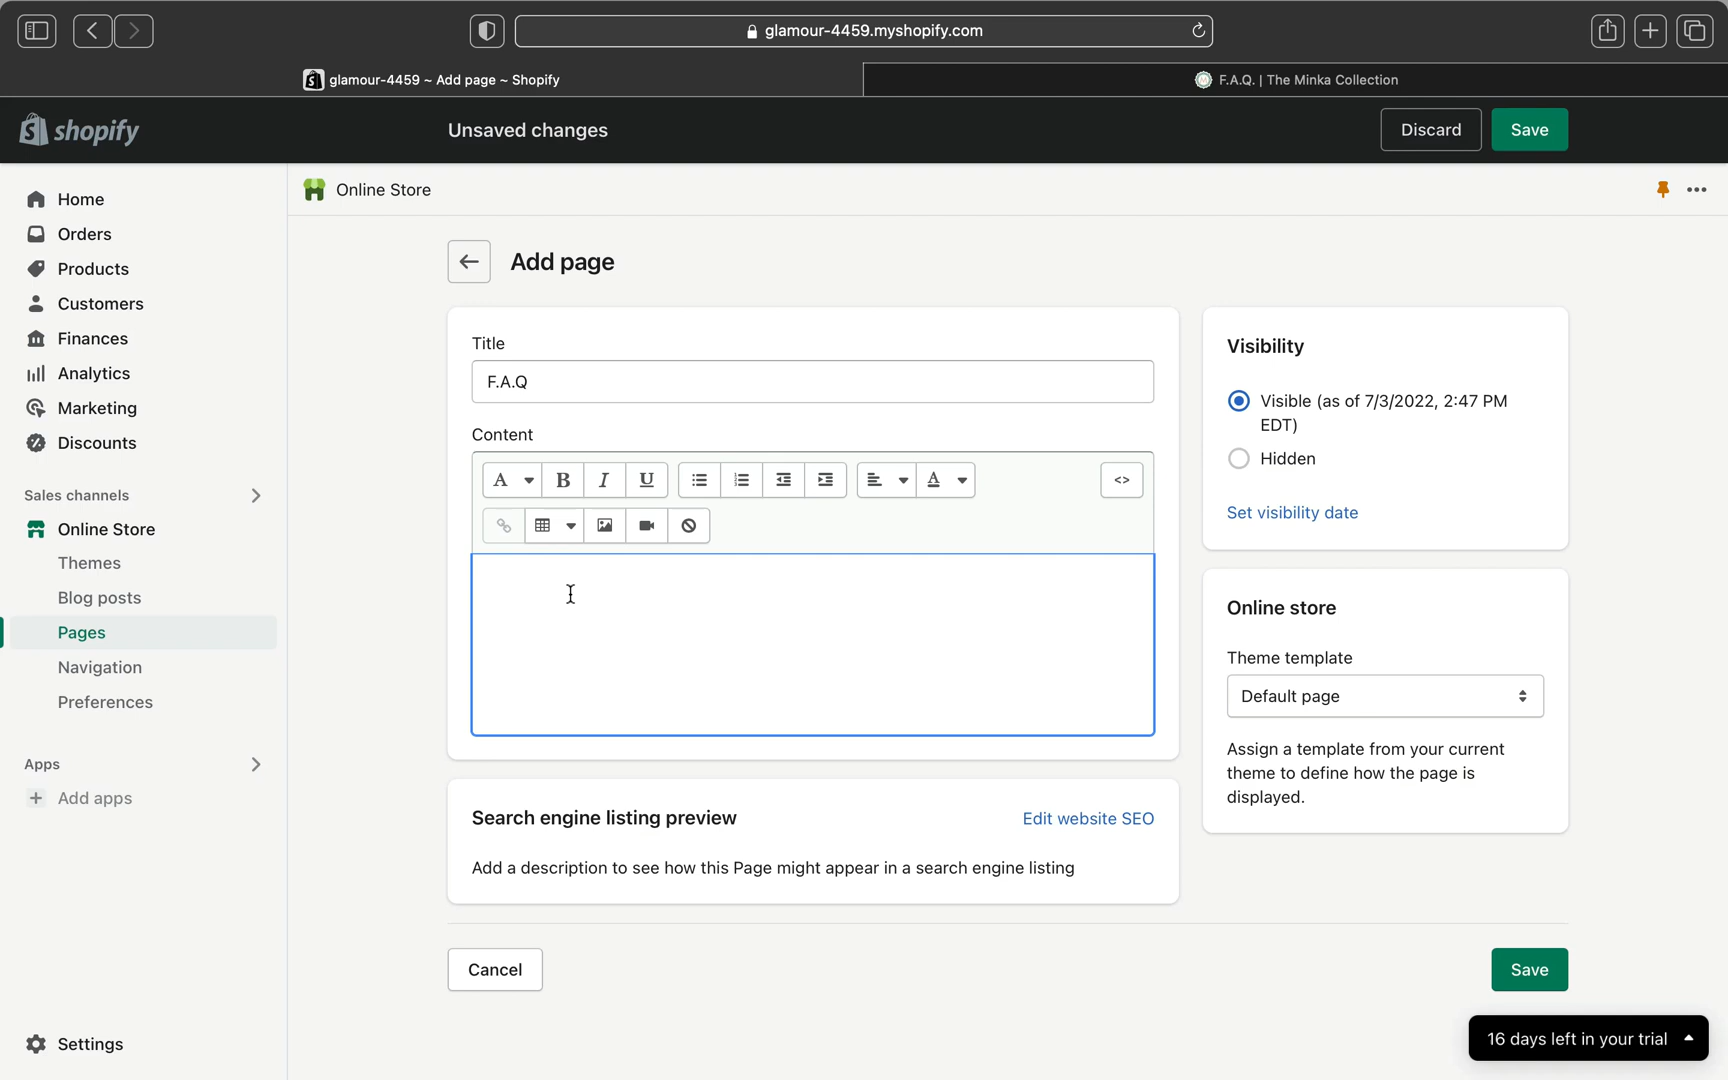 glamour-4459.myshopify.com
glamour-4459 ~ Add page ~ Shopify
F.A.Q. | The Minka Collection
shopify
Unsaved changes
Discard
Save
Home
Orders
Products
Customers
Finances
Analytics
Marketing
Discounts
Sales channels
Online Store
Themes
Blog posts
Pages
Navigation
Preferences
Apps
Add apps
Settings
Online Store
Add page
Title
F.A.Q
Content
A
B
I
U
A
<>
Search engine listing preview
Edit website SEO
Add a description to see how this Page might appear in a search engine listing
Cancel
Visibility
Visible (as of 7/3/2022, 2:47 PM
EDT)
Hidden
Set visibility date
Online store
Theme template
Default page
Assign a template from your current
theme to define how the page is
displayed.
Save
16 days left in your trial